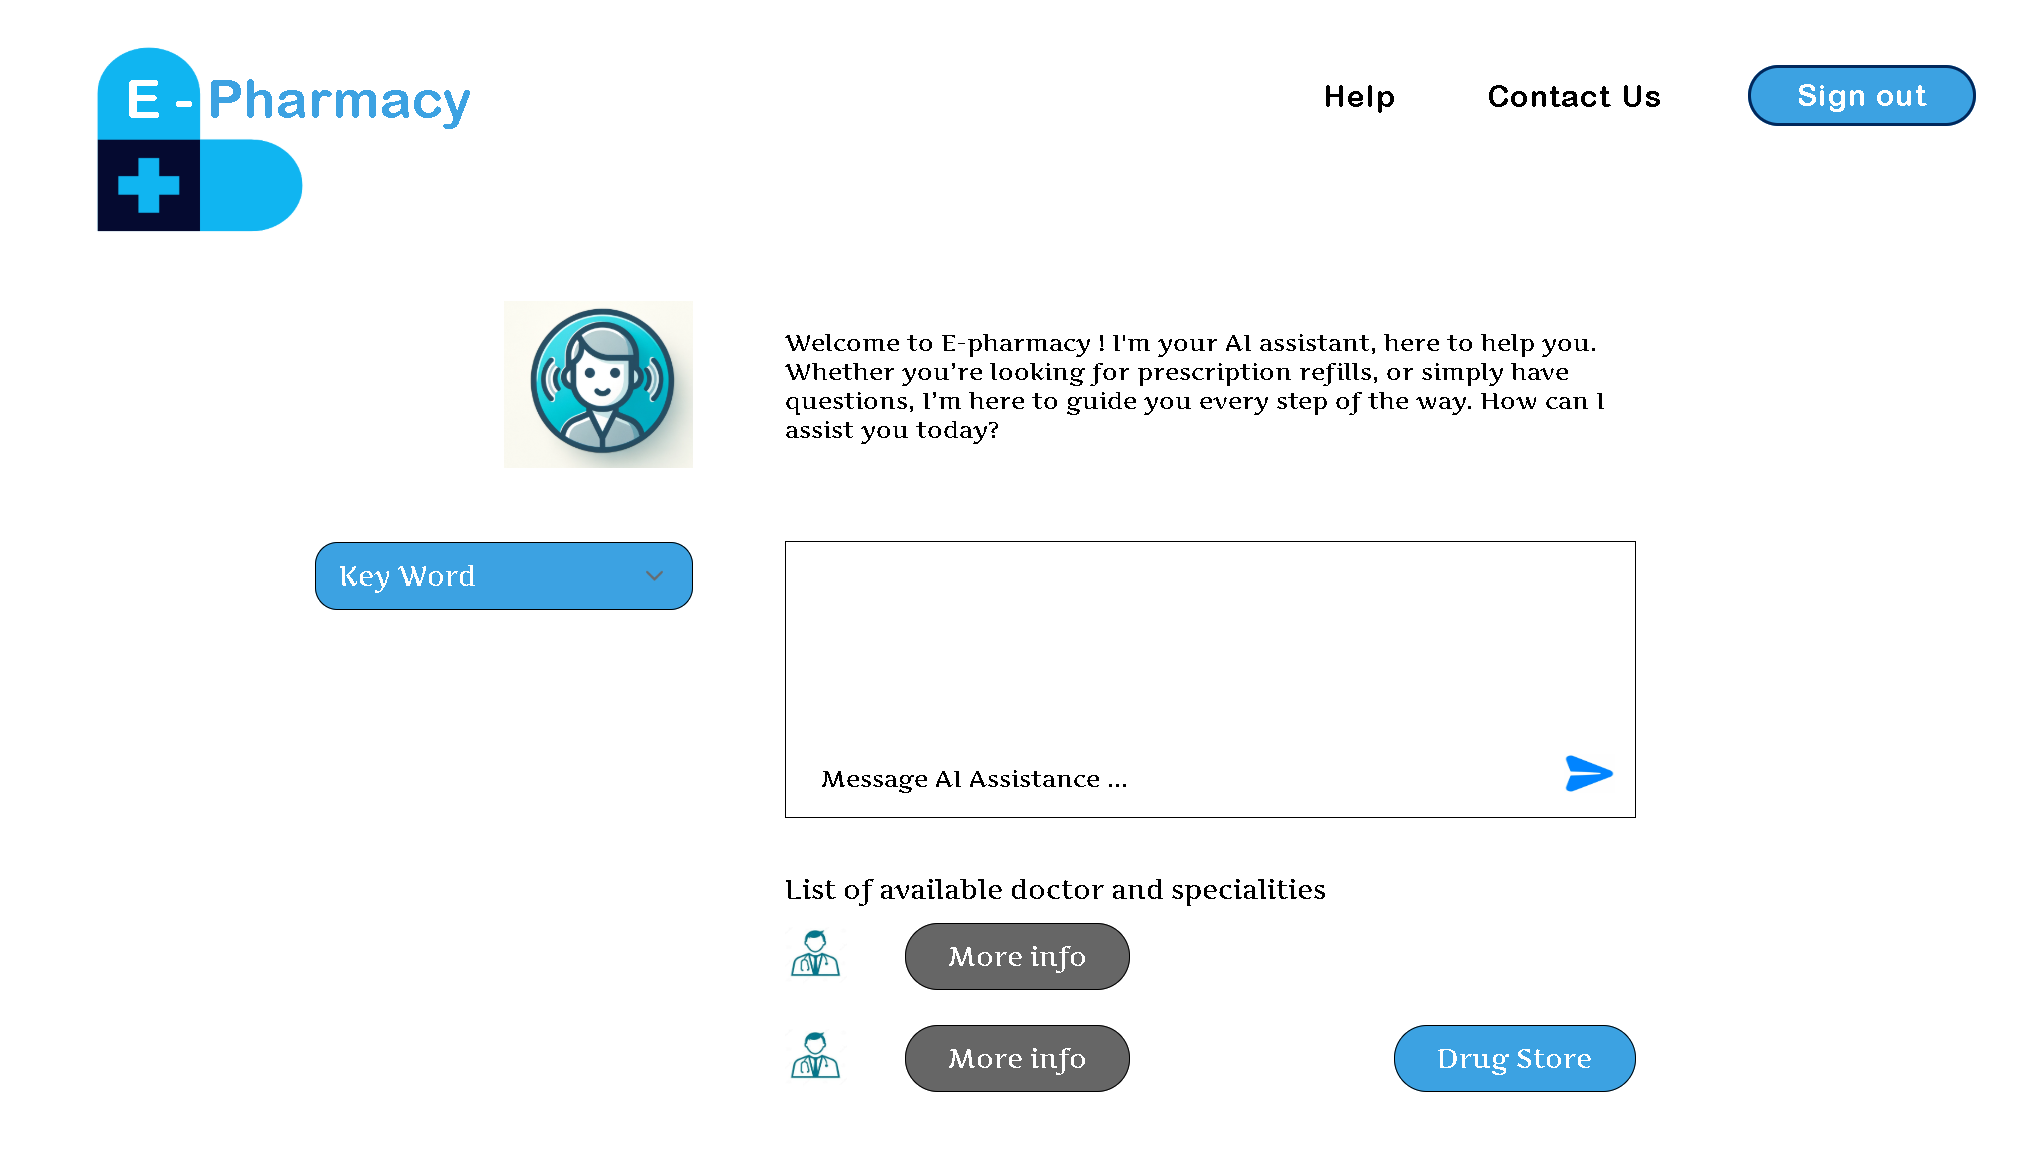 E - Pharmacy
Help
Contact Us
Sign out
Welcome to E-pharmacy ! I'm your AI assistant, here to help you.
Whether you’re looking for prescription refills, or simply have
questions, I’m here to guide you every step of the way. How can I
assist you today?
Key Word
Message AI Assistance ...
List of available doctor and specialities
More info
More info
Drug Store